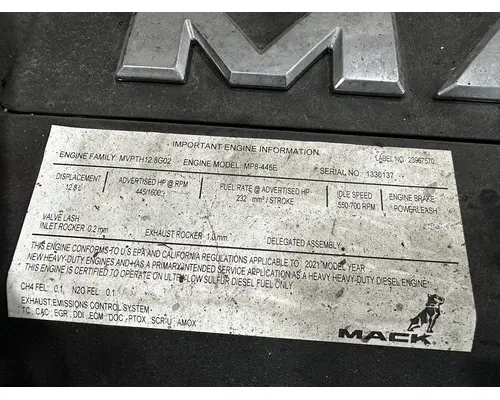 MA
IMPORTANT ENGINE INFORMATION
ENGINE FAMILY: MVPTH12.8G02 ENGINE MODEL: MP8-445E SERIAL NO.: 1336137 LABEL NO. 23967570
DISPLACEMENT ADVERTISED HP @ RPM FUEL RATE @ ADVERTISED HP IDLE SPEED ENGINE BRAKE
12.8 L 445/1600 232 mm³ / STROKE 550-700 RPM POWERLEASH
VALVE LASH
INLET ROCKER: 0.2 mm EXHAUST ROCKER: 1.0 mm DELEGATED ASSEMBLY
THIS ENGINE CONFORMS TO U.S EPA AND CALIFORNIA REGULATIONS APPLICABLE TO 2021 MODEL YEAR
NEW HEAVY-DUTY ENGINES AND HAS A PRIMARY INTENDED SERVICE APPLICATION AS A HEAVY HEAVY-DUTY DIESEL ENGINE.
THIS ENGINE IS CERTIFIED TO OPERATE ON ULTRA LOW SULFUR DIESEL FUEL ONLY.
CH4 FEL: 0.1, N2O FEL: 0.1
EXHAUST EMISSIONS CONTROL SYSTEM
TC, CAC, EGR, DDI, ECM, DOC, PTOX, SCR-U, AMOX
MACK